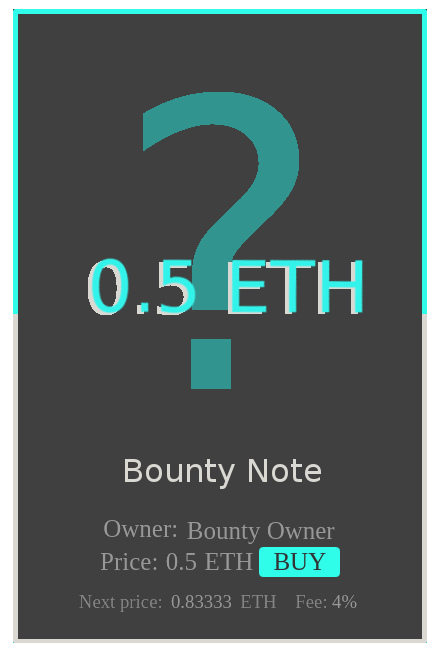 ?
0.5 ETH
Bounty Note
Owner: Bounty Owner
Price: 0.5 ETH BUY
Next price: 0.83333 ETH Fee: 4%